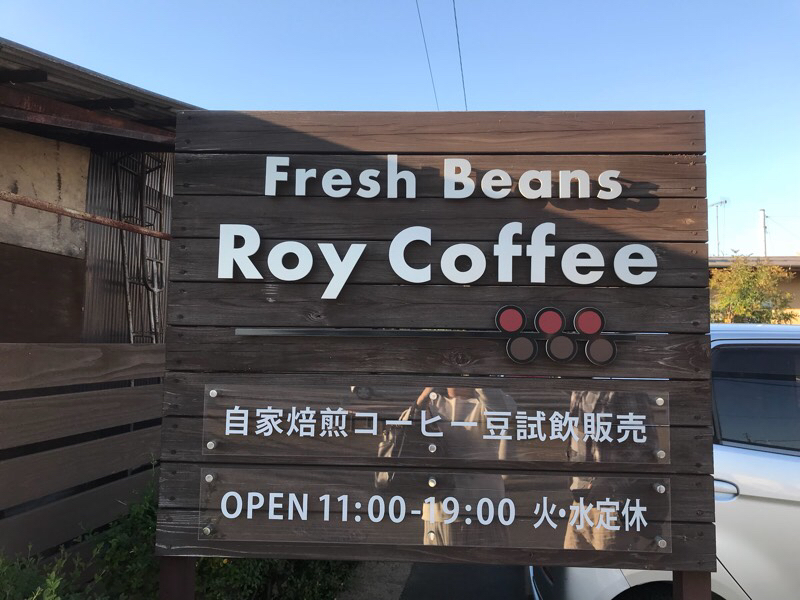 Fresh Beans
Roy Coffee
自家焙煎コーヒー豆試飲販売
OPEN 11:00-19:00 火・水定休